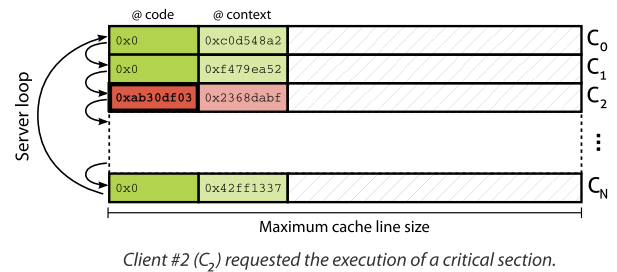 @ code @ context
0x0 0xc0d548a2 C0
0x0 0xf479ea52 C1
0xab30df03 0x2368dabf C2
Server loop
⋮
0x0 0x42ff1337 CN
Maximum cache line size
Client #2 (C2) requested the execution of a critical section.